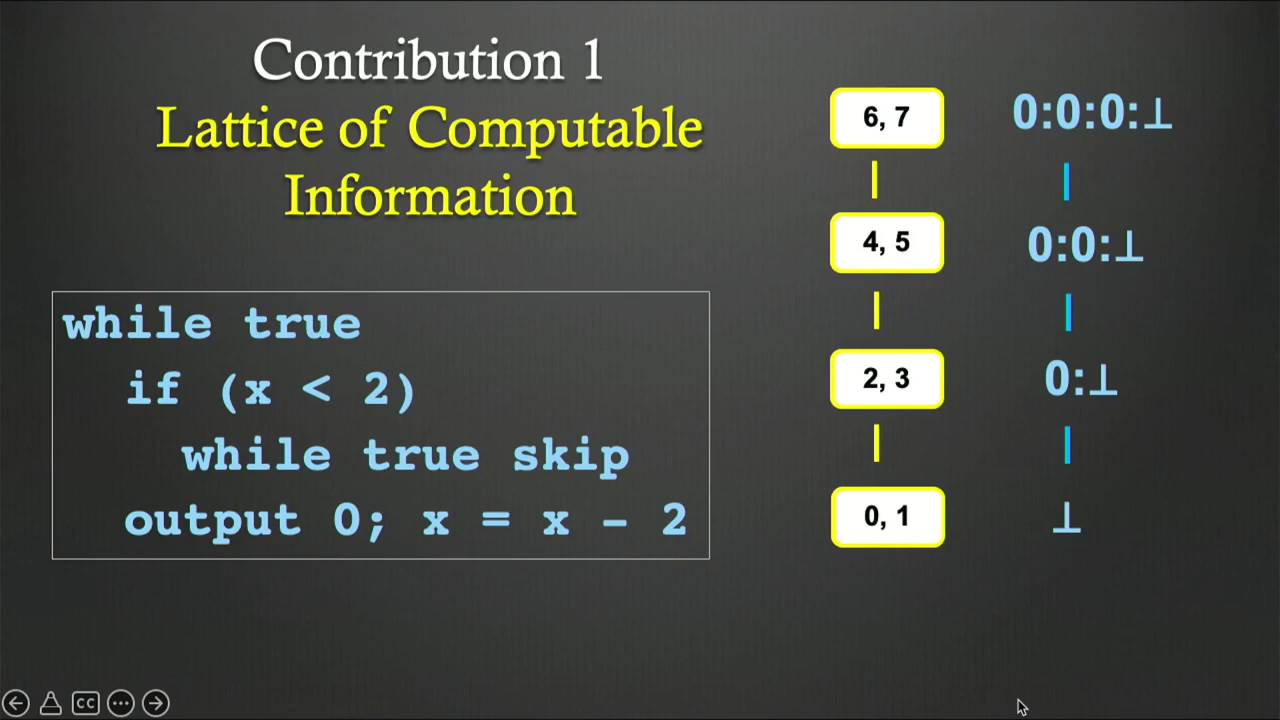 Contribution 1
Lattice of Computable
Information
while true
if (x < 2)
while true skip
output 0; x = x - 2
6, 7
0:0:0:⊥
4, 5
0:0:⊥
2, 3
0:⊥
0, 1
⊥
CC